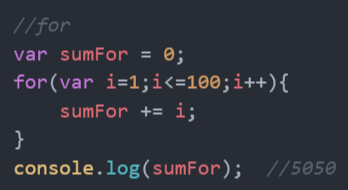 //for
var sumFor = 0;
for(var i=1;i<=100;i++){
    sumFor += i;
}
console.log(sumFor);  //5050